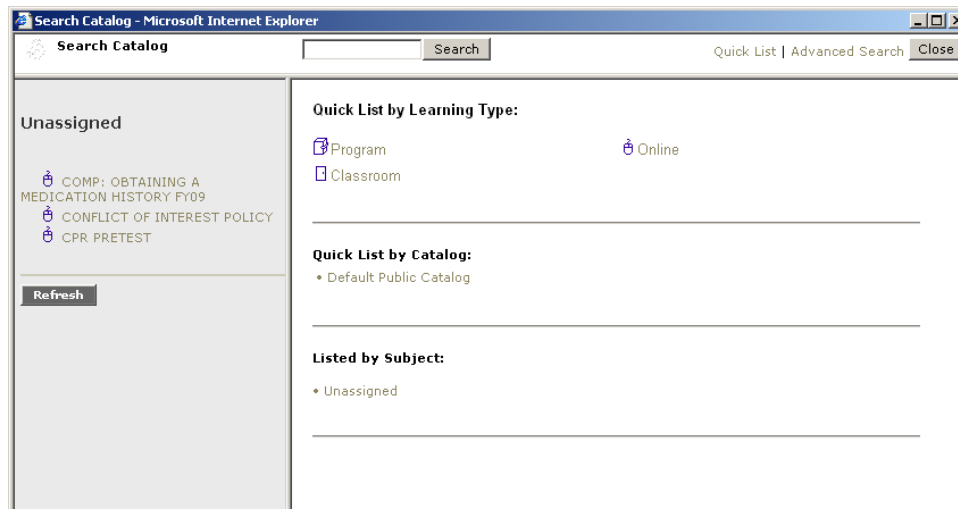 Search Catalog - Microsoft Internet Explorer
Search Catalog
Search
Quick List | Advanced Search
Close
Unassigned
COMP: OBTAINING A
MEDICATION HISTORY FY09
CONFLICT OF INTEREST POLICY
CPR PRETEST
Refresh
Quick List by Learning Type:
Program
Online
Classroom
Quick List by Catalog:
• Default Public Catalog
Listed by Subject:
• Unassigned